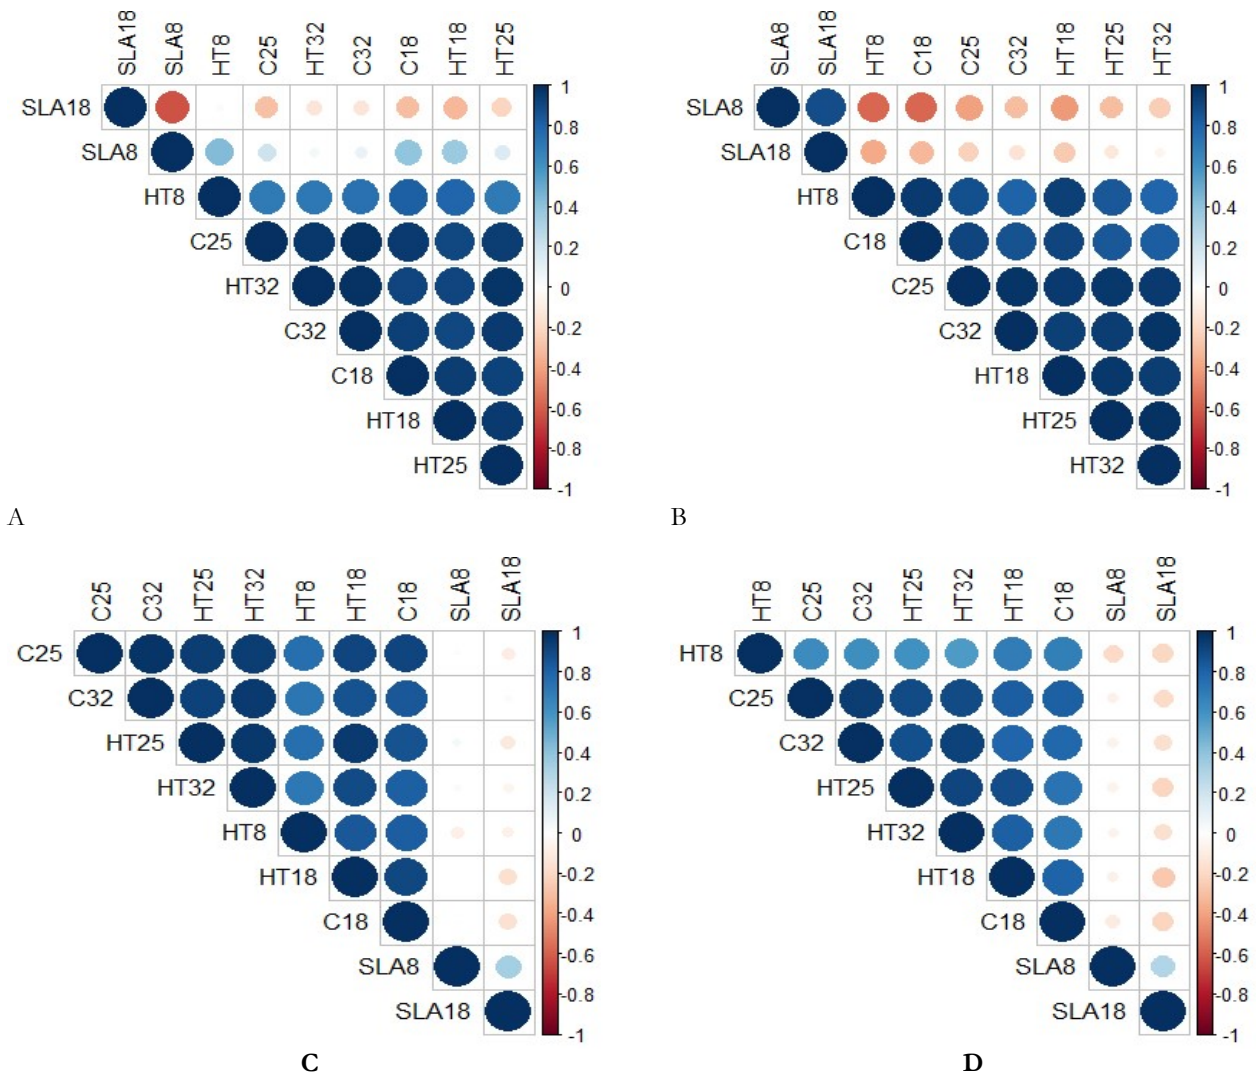 SLA18 SLA8 HT8 C25 HT32 C32 C18 HT18 HT25
SLA18
SLA8
HT8
C25
HT32
C32
C18
HT18
HT25
1
0.8
0.6
0.4
0.2
0
-0.2
-0.4
-0.6
-0.8
-1
A
SLA8 SLA18 HT8 C18 C25 C32 HT18 HT25 HT32
SLA8
SLA18
HT8
C18
C25
C32
HT18
HT25
HT32
1
0.8
0.6
0.4
0.2
0
-0.2
-0.4
-0.6
-0.8
-1
B
C25 C32 HT25 HT32 HT8 HT18 C18 SLA8 SLA18
C25
C32
HT25
HT32
HT8
HT18
C18
SLA8
SLA18
1
0.8
0.6
0.4
0.2
0
-0.2
-0.4
-0.6
-0.8
-1
C
HT8 C25 C32 HT25 HT32 HT18 C18 SLA8 SLA18
HT8
C25
C32
HT25
HT32
HT18
C18
SLA8
SLA18
1
0.8
0.6
0.4
0.2
0
-0.2
-0.4
-0.6
-0.8
-1
D